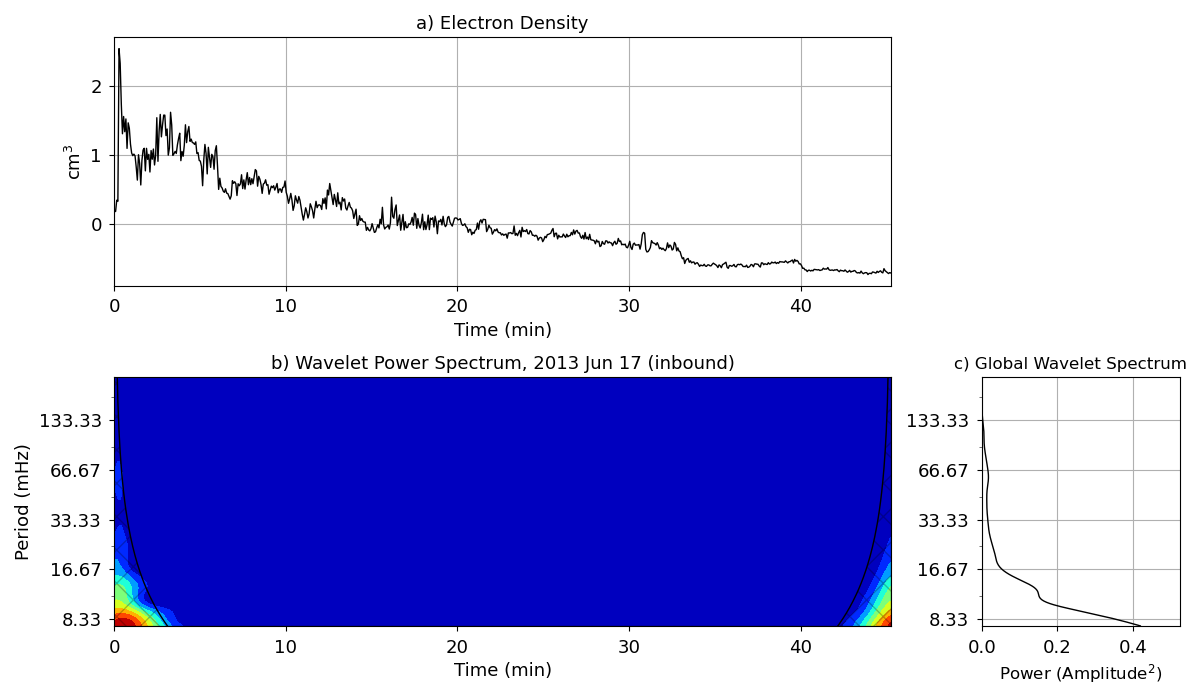 a) Electron Density
cm³
2
1
0
0 10 20 30 40
Time (min)
b) Wavelet Power Spectrum, 2013 Jun 17 (inbound)
Period (mHz)
133.33
66.67
33.33
16.67
8.33
0 10 20 30 40
Time (min)
c) Global Wavelet Spectrum
133.33
66.67
33.33
16.67
8.33
0.0 0.2 0.4
Power (Amplitude²)